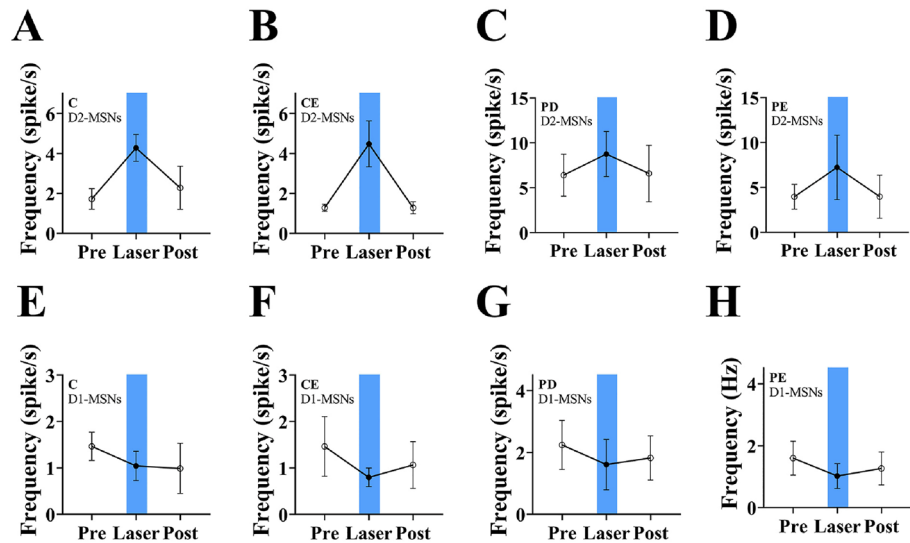 A
B
C
D
Frequency (spike/s)
6
4
2
0
C
D2-MSNs
Pre Laser Post
Frequency (spike/s)
6
4
2
0
CE
D2-MSNs
Pre Laser Post
Frequency (spike/s)
15
10
5
0
PD
D2-MSNs
Pre Laser Post
Frequency (spike/s)
15
10
5
0
PE
D2-MSNs
Pre Laser Post
E
F
G
H
Frequency (spike/s)
3
2
1
0
C
D1-MSNs
Pre Laser Post
Frequency (spike/s)
3
2
1
0
CE
D1-MSNs
Pre Laser Post
Frequency (spike/s)
4
2
0
PD
D1-MSNs
Pre Laser Post
Frequency (Hz)
4
2
0
PE
D1-MSNs
Pre Laser Post